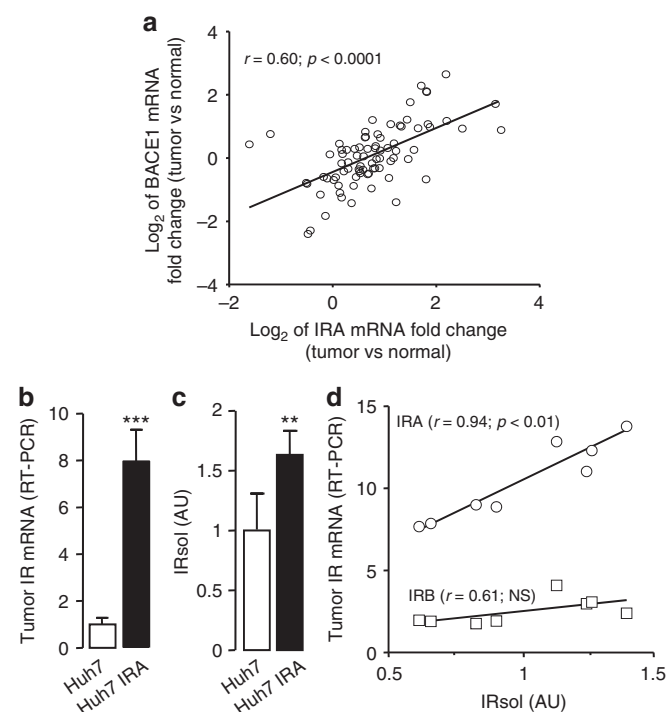 a
r = 0.60; p < 0.0001
Log2 of BACE1 mRNA
fold change (tumor vs normal)
4
2
0
−2
−4
−2
0
2
4
Log2 of IRA mRNA fold change
(tumor vs normal)
b
Tumor IR mRNA (RT-PCR)
10
8
6
4
2
0
***
Huh7
Huh7 IRA
c
IRsol (AU)
2
1.5
1
0.5
0
**
Huh7
Huh7 IRA
d
Tumor IR mRNA (RT-PCR)
15
10
5
0
IRA (r = 0.94; p < 0.01)
IRB (r = 0.61; NS)
0.5
1
1.5
IRsol (AU)